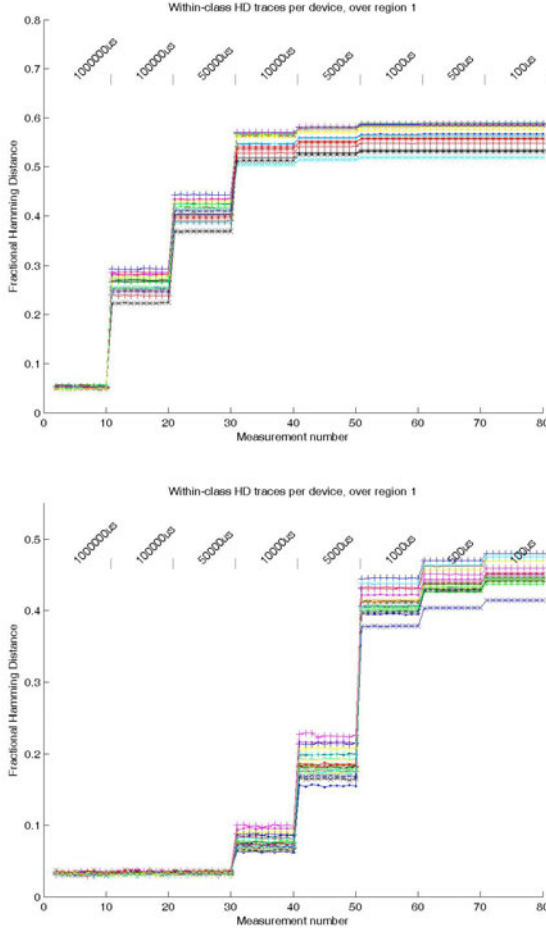 Within-class HD traces per device, over region 1
0.8
0.7
0.6
0.5
0.4
0.3
0.2
0.1
0
Fractional Hamming Distance
1000000us
100000us
50000us
10000us
5000us
1000us
500us
100us
0 10 20 30 40 50 60 70 80
Measurement number
Within-class HD traces per device, over region 1
0.5
0.4
0.3
0.2
0.1
0
Fractional Hamming Distance
1000000us
100000us
50000us
10000us
5000us
1000us
500us
100us
0 10 20 30 40 50 60 70 80
Measurement number